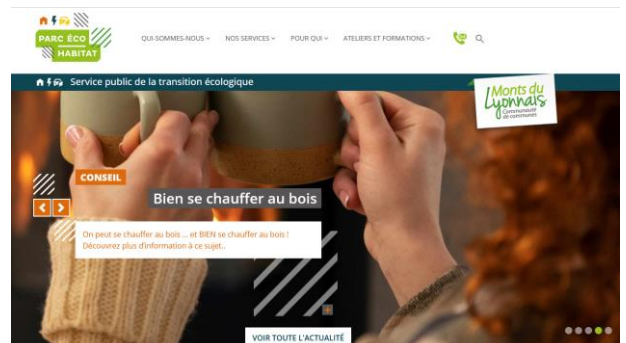 PARC ÉCO
HABITAT
QUI-SOMMES-NOUS
NOS SERVICES
POUR QUI
ATELIERS ET FORMATIONS
Service public de la transition écologique
Monts du
Lyonnais
Communauté
de communes
CONSEIL
Bien se chauffer au bois
On peut se chauffer au bois ... et BIEN se chauffer au bois !
Découvrez plus d'information à ce sujet..
VOIR TOUTE L'ACTUALITÉ